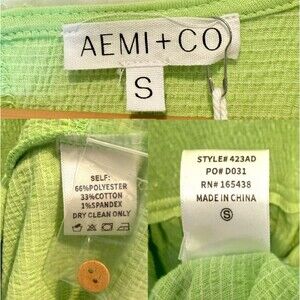 AEMI+CO
S
SELF:
66%POLYESTER
33%COTTON
1%SPANDEX
DRY CLEAN ONLY
STYLE# 423AD
PO# D031
RN# 165438
MADE IN CHINA
S